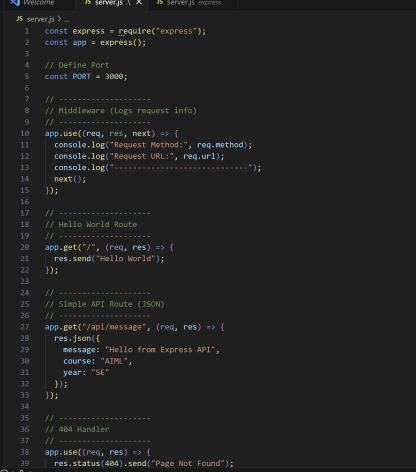 Welcome
JS server.js \ X
JS server.js express
JS server.js > ...
1 const express = require("express");
2 const app = express();
3
4 // Define Port
5 const PORT = 3000;
6
7 // -------------------
8 // Middleware (Logs request info)
9 // -------------------
10 app.use((req, res, next) => {
11 console.log("Request Method:", req.method);
12 console.log("Request URL:", req.url);
13 console.log("----------------------------");
14 next();
15 });
16
17 // -------------------
18 // Hello World Route
19 // -------------------
20 app.get("/", (req, res) => {
21 res.send("Hello World");
22 });
23
24 // -------------------
25 // Simple API Route (JSON)
26 // -------------------
27 app.get("/api/message", (req, res) => {
28 res.json({
29 message: "Hello from Express API",
30 course: "AIML",
31 year: "SE"
32 });
33 });
34
35 // -------------------
36 // 404 Handler
37 // -------------------
38 app.use((req, res) => {
39 res.status(404).send("Page Not Found");